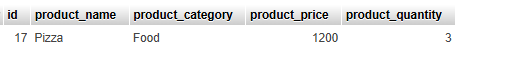 id product_name product_category product_price product_quantity
17 Pizza Food 1200 3